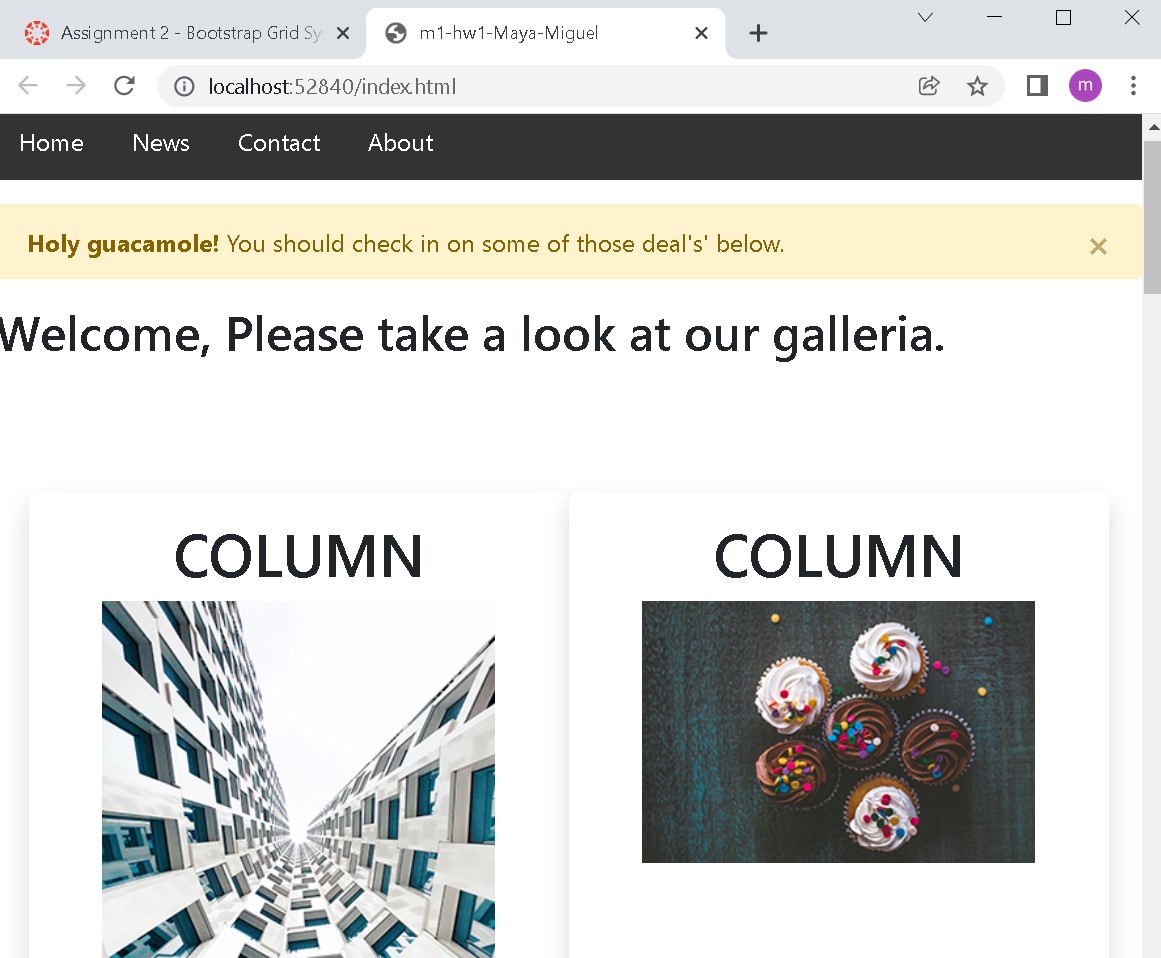 Assignment 2 - Bootstrap Grid Sy
m1-hw1-Maya-Miguel
localhost:52840/index.html
m
Home News Contact About
Holy guacamole! You should check in on some of those deal's' below.
Welcome, Please take a look at our galleria.
COLUMN COLUMN